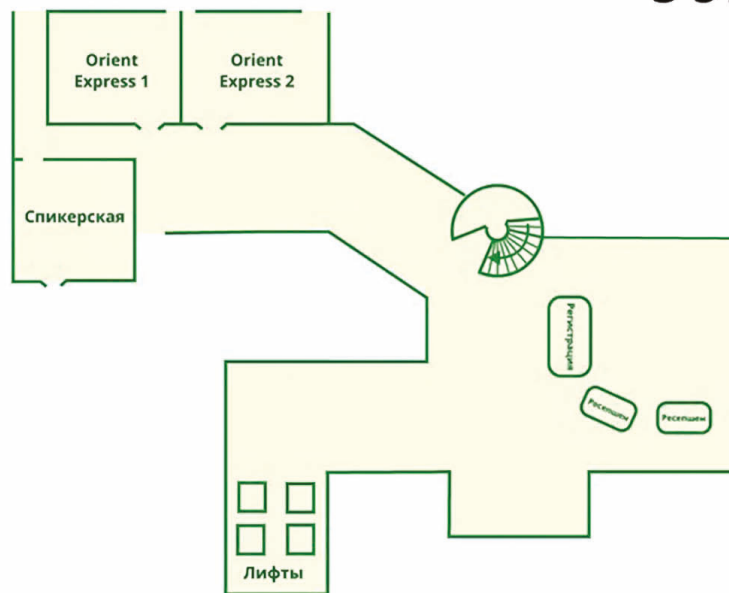 Orient
Express 1
Orient
Express 2
Спикерская
Регистрация
Ресепшен
Ресепшен
Лифты